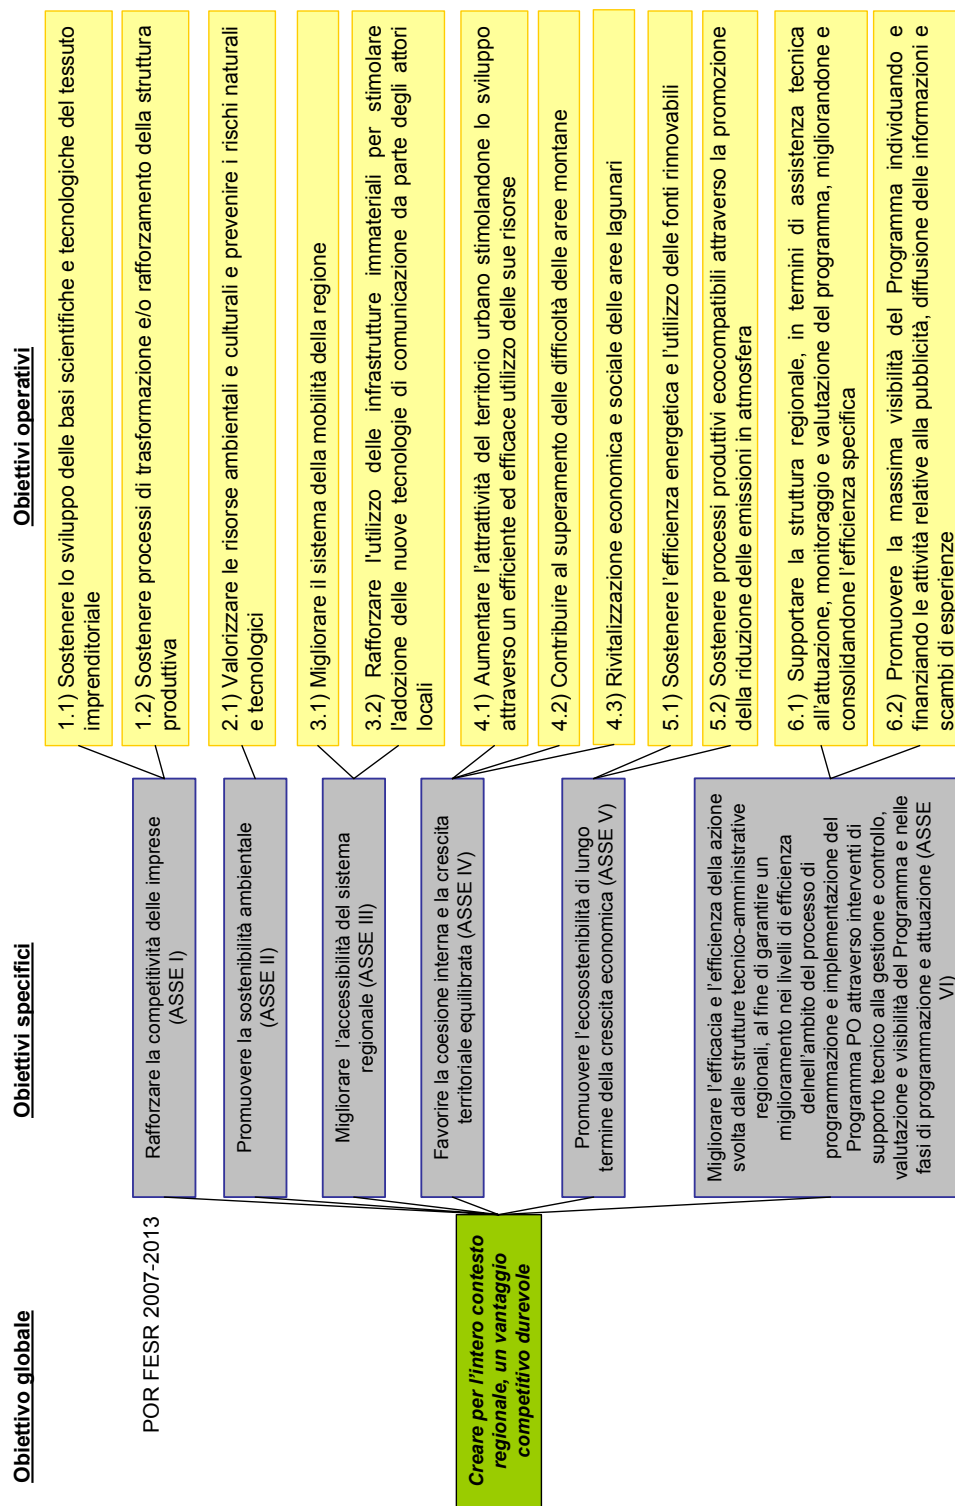 Obiettivo globale
Obiettivi specifici
Obiettivi operativi
POR FESR 2007-2013
Creare per l'intero contesto
regionale, un vantaggio
competitivo durevole
Rafforzare la competitività delle imprese
(ASSE I)
Promuovere la sostenibilità ambientale
(ASSE II)
Migliorare l'accessibilità del sistema
regionale (ASSE III)
Favorire la coesione interna e la crescita
territoriale equilibrata (ASSE IV)
Promuovere l'ecosostenibilità di lungo
termine della crescita economica (ASSE V)
Migliorare l'efficacia e l'efficienza della azione
svolta dalle strutture tecnico-amministrative
regionali, al fine di garantire un
miglioramento nei livelli di efficienza
delnell'ambito del processo di
programmazione e implementazione del
Programma PO attraverso interventi di
supporto tecnico alla gestione e controllo,
valutazione e visibilità del Programma e nelle
fasi di programmazione e attuazione (ASSE
VI)
1.1) Sostenere lo sviluppo delle basi scientifiche e tecnologiche del tessuto
imprenditoriale
1.2) Sostenere processi di trasformazione e/o rafforzamento della struttura
produttiva
2.1) Valorizzare le risorse ambientali e culturali e prevenire i rischi naturali
e tecnologici
3.1) Migliorare il sistema della mobilità della regione
3.2) Rafforzare l'utilizzo delle infrastrutture immateriali per stimolare
l'adozione delle nuove tecnologie di comunicazione da parte degli attori
locali
4.1) Aumentare l'attrattività del territorio urbano stimolandone lo sviluppo
attraverso un efficiente ed efficace utilizzo delle sue risorse
4.2) Contribuire al superamento delle difficoltà delle aree montane
4.3) Rivitalizzazione economica e sociale delle aree lagunari
5.1) Sostenere l'efficienza energetica e l'utilizzo delle fonti rinnovabili
5.2) Sostenere processi produttivi ecocompatibili attraverso la promozione
della riduzione delle emissioni in atmosfera
6.1) Supportare la struttura regionale, in termini di assistenza tecnica
all'attuazione, monitoraggio e valutazione del programma, migliorandone e
consolidandone l'efficienza specifica
6.2) Promuovere la massima visibilità del Programma individuando e
finanziando le attività relative alla pubblicità, diffusione delle informazioni e
scambi di esperienze